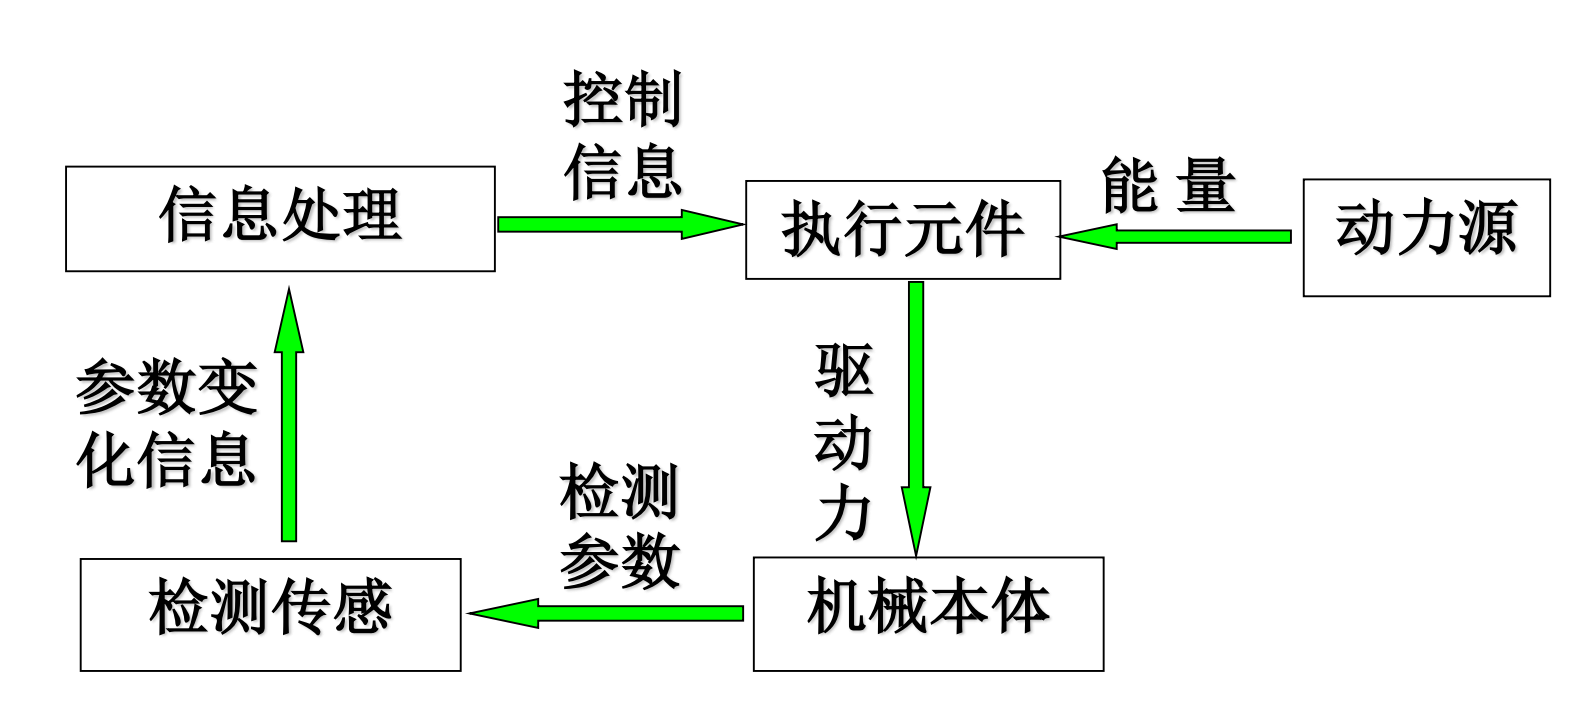 控制
信息
信息处理
执行元件
能 量
动力源
参数变
化信息
驱
动
力
检测
参数
检测传感
机械本体